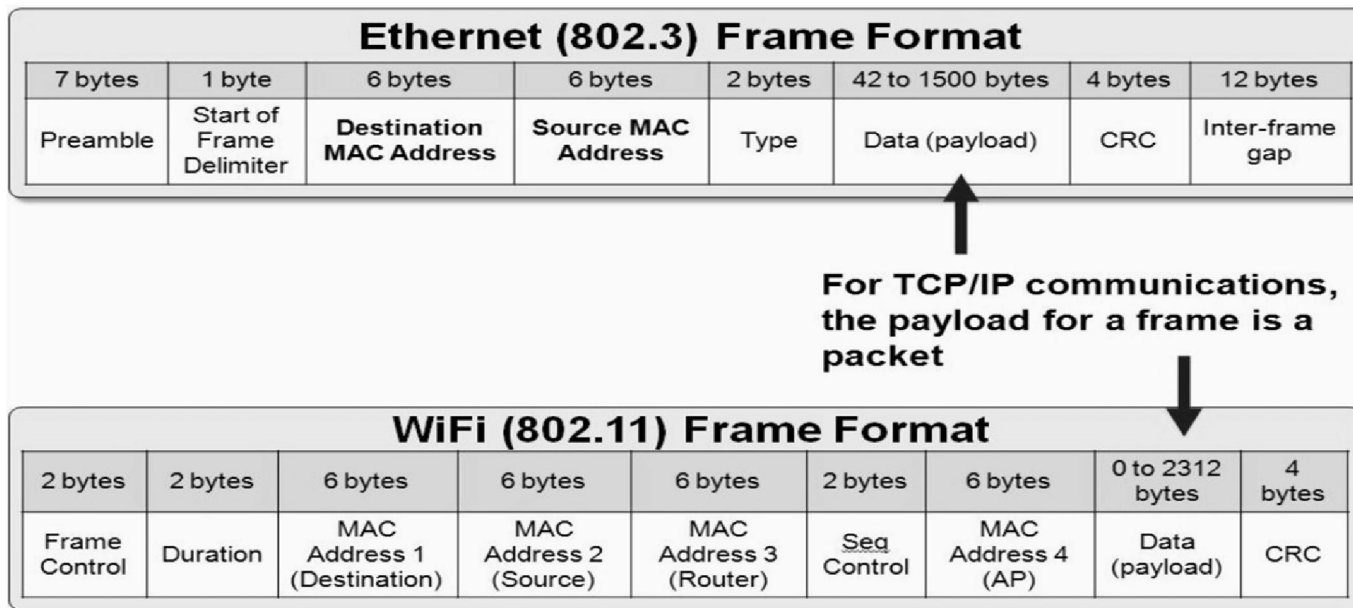 Ethernet (802.3) Frame Format
7 bytes 1 byte 6 bytes 6 bytes 2 bytes 42 to 1500 bytes 4 bytes 12 bytes
Preamble Start of Frame Delimiter Destination MAC Address Source MAC Address Type Data (payload) CRC Inter-frame gap
For TCP/IP communications,
the payload for a frame is a
packet
WiFi (802.11) Frame Format
2 bytes 2 bytes 6 bytes 6 bytes 6 bytes 2 bytes 6 bytes 0 to 2312 bytes 4 bytes
Frame Control Duration MAC Address 1 (Destination) MAC Address 2 (Source) MAC Address 3 (Router) Seq Control MAC Address 4 (AP) Data (payload) CRC